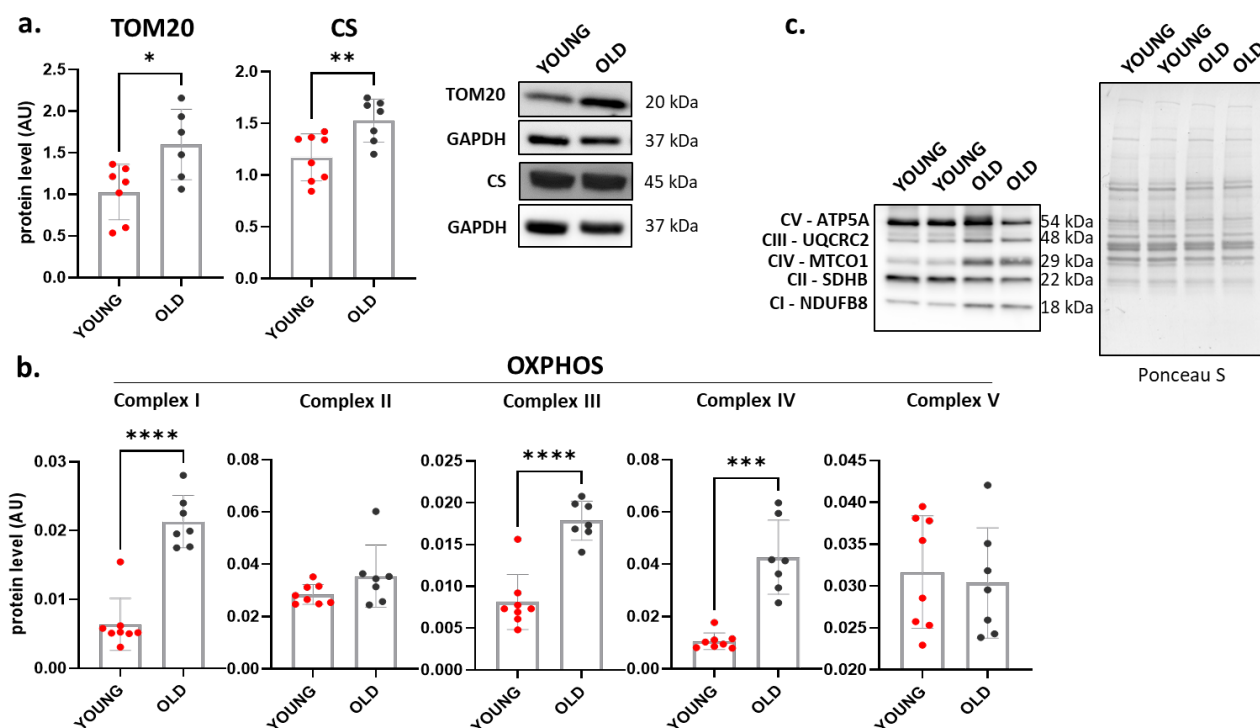 a.
TOM20
CS
*
**
protein level (AU)
2.5
2.0
1.5
1.0
0.5
0.0
YOUNG
OLD
2.0
1.5
1.0
0.5
0.0
YOUNG
OLD
YOUNG
OLD
TOM20
20 kDa
GAPDH
37 kDa
CS
45 kDa
GAPDH
37 kDa
c.
YOUNG
YOUNG
OLD
OLD
CV - ATP5A
54 kDa
CIII - UQCRC2
48 kDa
CIV - MTCO1
29 kDa
CII - SDHB
22 kDa
CI - NDUFB8
18 kDa
YOUNG
YOUNG
OLD
OLD
Ponceau S
b.
OXPHOS
Complex I
Complex II
Complex III
Complex IV
Complex V
protein level (AU)
****
0.03
0.02
0.01
0.00
YOUNG
OLD
0.08
0.06
0.04
0.02
0.00
YOUNG
OLD
****
0.025
0.020
0.015
0.010
0.005
0.000
YOUNG
OLD
***
0.08
0.06
0.04
0.02
0.00
YOUNG
OLD
0.045
0.040
0.035
0.030
0.025
0.020
YOUNG
OLD